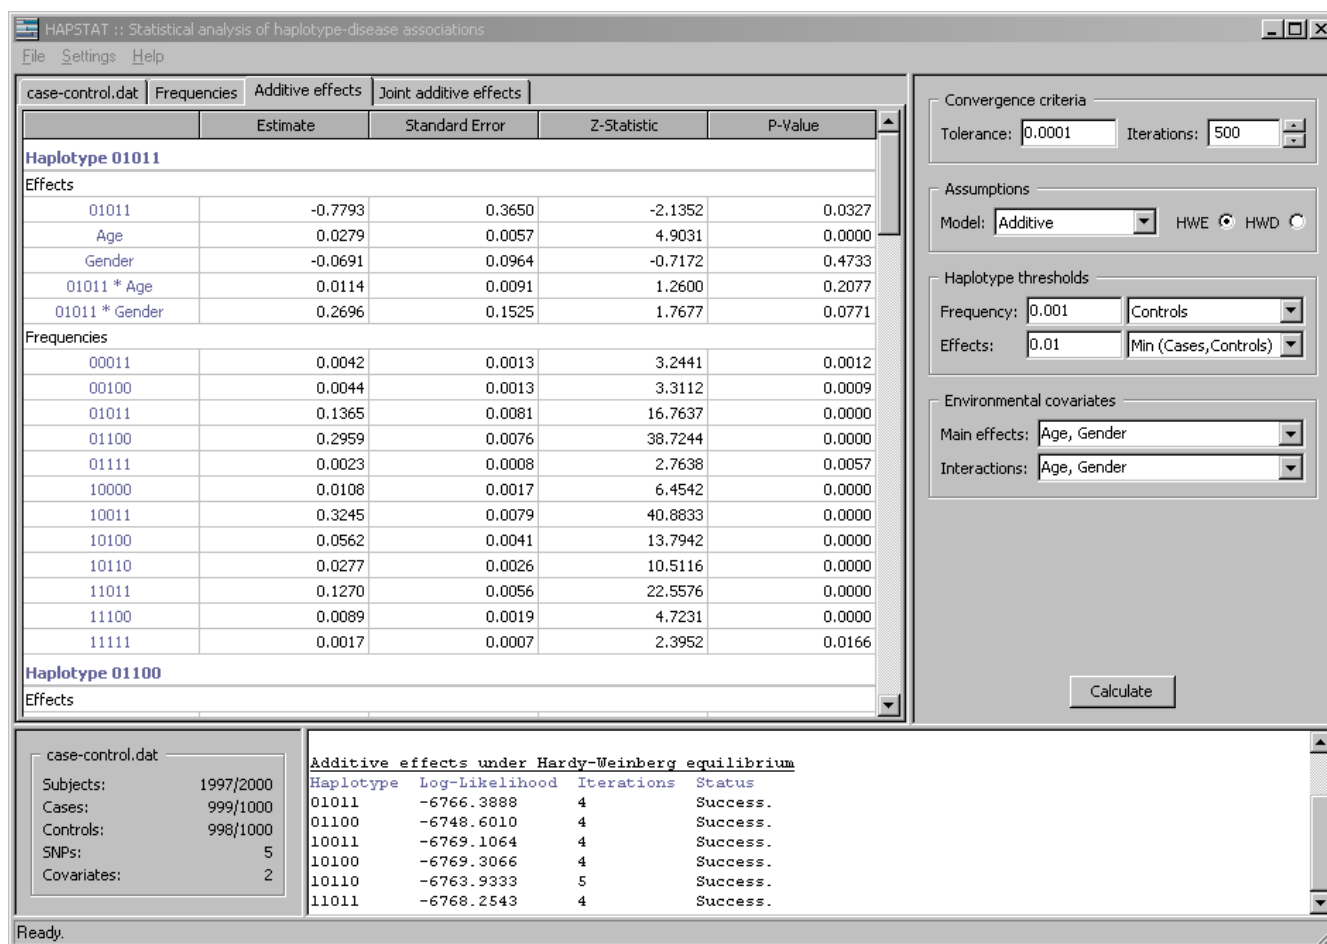 HAPSTAT :: Statistical analysis of haplotype-disease associations
File Settings Help
case-control.dat Frequencies Additive effects Joint additive effects
Estimate Standard Error Z-Statistic P-Value
Haplotype 01011
Effects
01011 -0.7793 0.3650 -2.1352 0.0327
Age 0.0279 0.0057 4.9031 0.0000
Gender -0.0691 0.0964 -0.7172 0.4733
01011 * Age 0.0114 0.0091 1.2600 0.2077
01011 * Gender 0.2696 0.1525 1.7677 0.0771
Frequencies
00011 0.0042 0.0013 3.2441 0.0012
00100 0.0044 0.0013 3.3112 0.0009
01011 0.1365 0.0081 16.7637 0.0000
01100 0.2959 0.0076 38.7244 0.0000
01111 0.0023 0.0008 2.7638 0.0057
10000 0.0108 0.0017 6.4542 0.0000
10011 0.3245 0.0079 40.8833 0.0000
10100 0.0562 0.0041 13.7942 0.0000
10110 0.0277 0.0026 10.5116 0.0000
11011 0.1270 0.0056 22.5576 0.0000
11100 0.0089 0.0019 4.7231 0.0000
11111 0.0017 0.0007 2.3952 0.0166
Haplotype 01100
Effects
Convergence criteria
Tolerance: 0.0001 Iterations: 500
Assumptions
Model: Additive HWE HWD
Haplotype thresholds
Frequency: 0.001 Controls
Effects: 0.01 Min (Cases,Controls)
Environmental covariates
Main effects: Age, Gender
Interactions: Age, Gender
Calculate
case-control.dat
Subjects: 1997/2000
Cases: 999/1000
Controls: 998/1000
SNPs: 5
Covariates: 2
Additive effects under Hardy-Weinberg equilibrium
Haplotype Log-Likelihood Iterations Status
01011 -6766.3888 4 Success.
01100 -6748.6010 4 Success.
10011 -6769.1064 4 Success.
10100 -6769.3066 4 Success.
10110 -6763.9333 5 Success.
11011 -6768.2543 4 Success.
Ready.